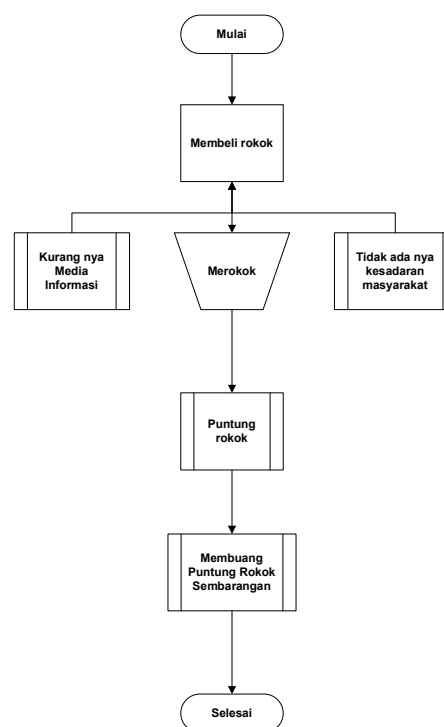 Mulai
Membeli rokok
Kurang nya
Media
Informasi
Merokok
Tidak ada nya
kesadaran
masyarakat
Puntung
rokok
Membuang
Puntung Rokok
Sembarangan
Selesai